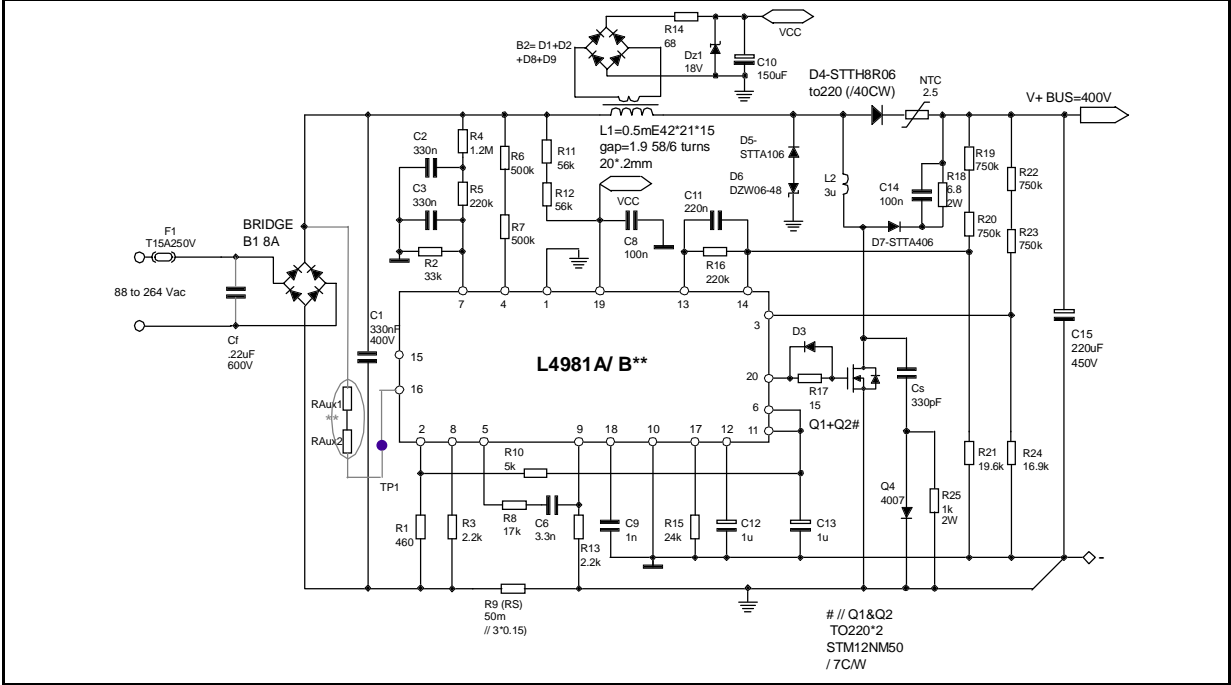 R14
68
VCC
B2= D1+D2
+D8+D9
Dz1
18V
C10
150uF
D4-STTH8R06
to220 (/40CW)
NTC
2.5
V+ BUS=400V
L1=0.5mE42*21*15
gap=1.9 58/6 turns
20*.2mm
C2
330n
R4
1.2M
R6
500k
R11
56k
D5-
STTA106
R19
750k
R22
750k
C3
330n
R5
220k
R12
56k
VCC
C11
220n
D6
DZW06-48
L2
3u
C14
100n
R18
6.8
2W
R7
500k
C8
100n
R20
750k
R23
750k
D7-STTA406
F1
T15A250V
BRIDGE
B1 8A
R2
33k
R16
220k
88 to 264 Vac
7
4
1
19
13
14
3
C1
330nF
400V
Cf
.22uF
600V
15
16
L4981A/ B**
D3
20
R17
15
Cs
330pF
C15
220uF
450V
RAux1
**
RAux2
6
11
Q1+Q2#
2
8
5
9
18
10
17
12
R10
5k
R21
19.6k
R24
16.9k
TP1
Q4
4007
R25
1k
2W
R1
460
R3
2.2k
R8
17k
C6
3.3n
R13
2.2k
C9
1n
R15
24k
C12
1u
C13
1u
-
R9 (RS)
50m
// 3*0.15)
# // Q1&Q2
TO220*2
STM12NM50
/ 7C/W